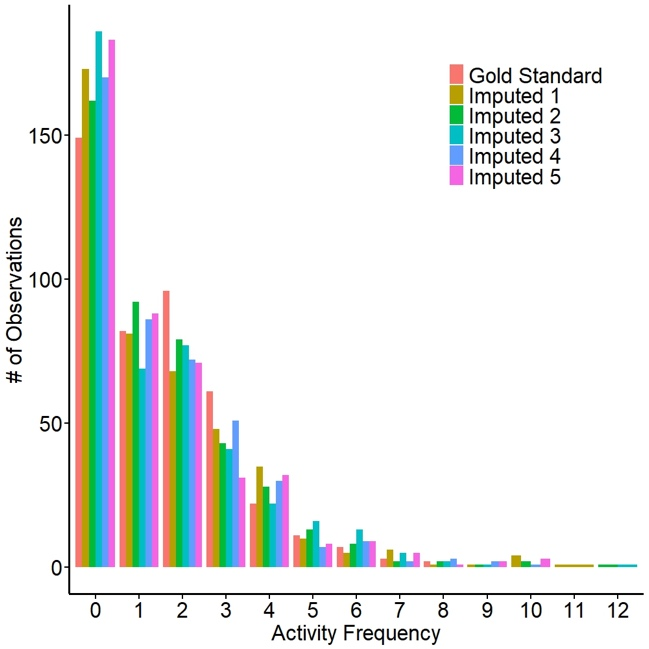 Gold Standard
Imputed 1
Imputed 2
Imputed 3
Imputed 4
Imputed 5
# of Observations
150
100
50
0
0 1 2 3 4 5 6 7 8 9 10 11 12
Activity Frequency